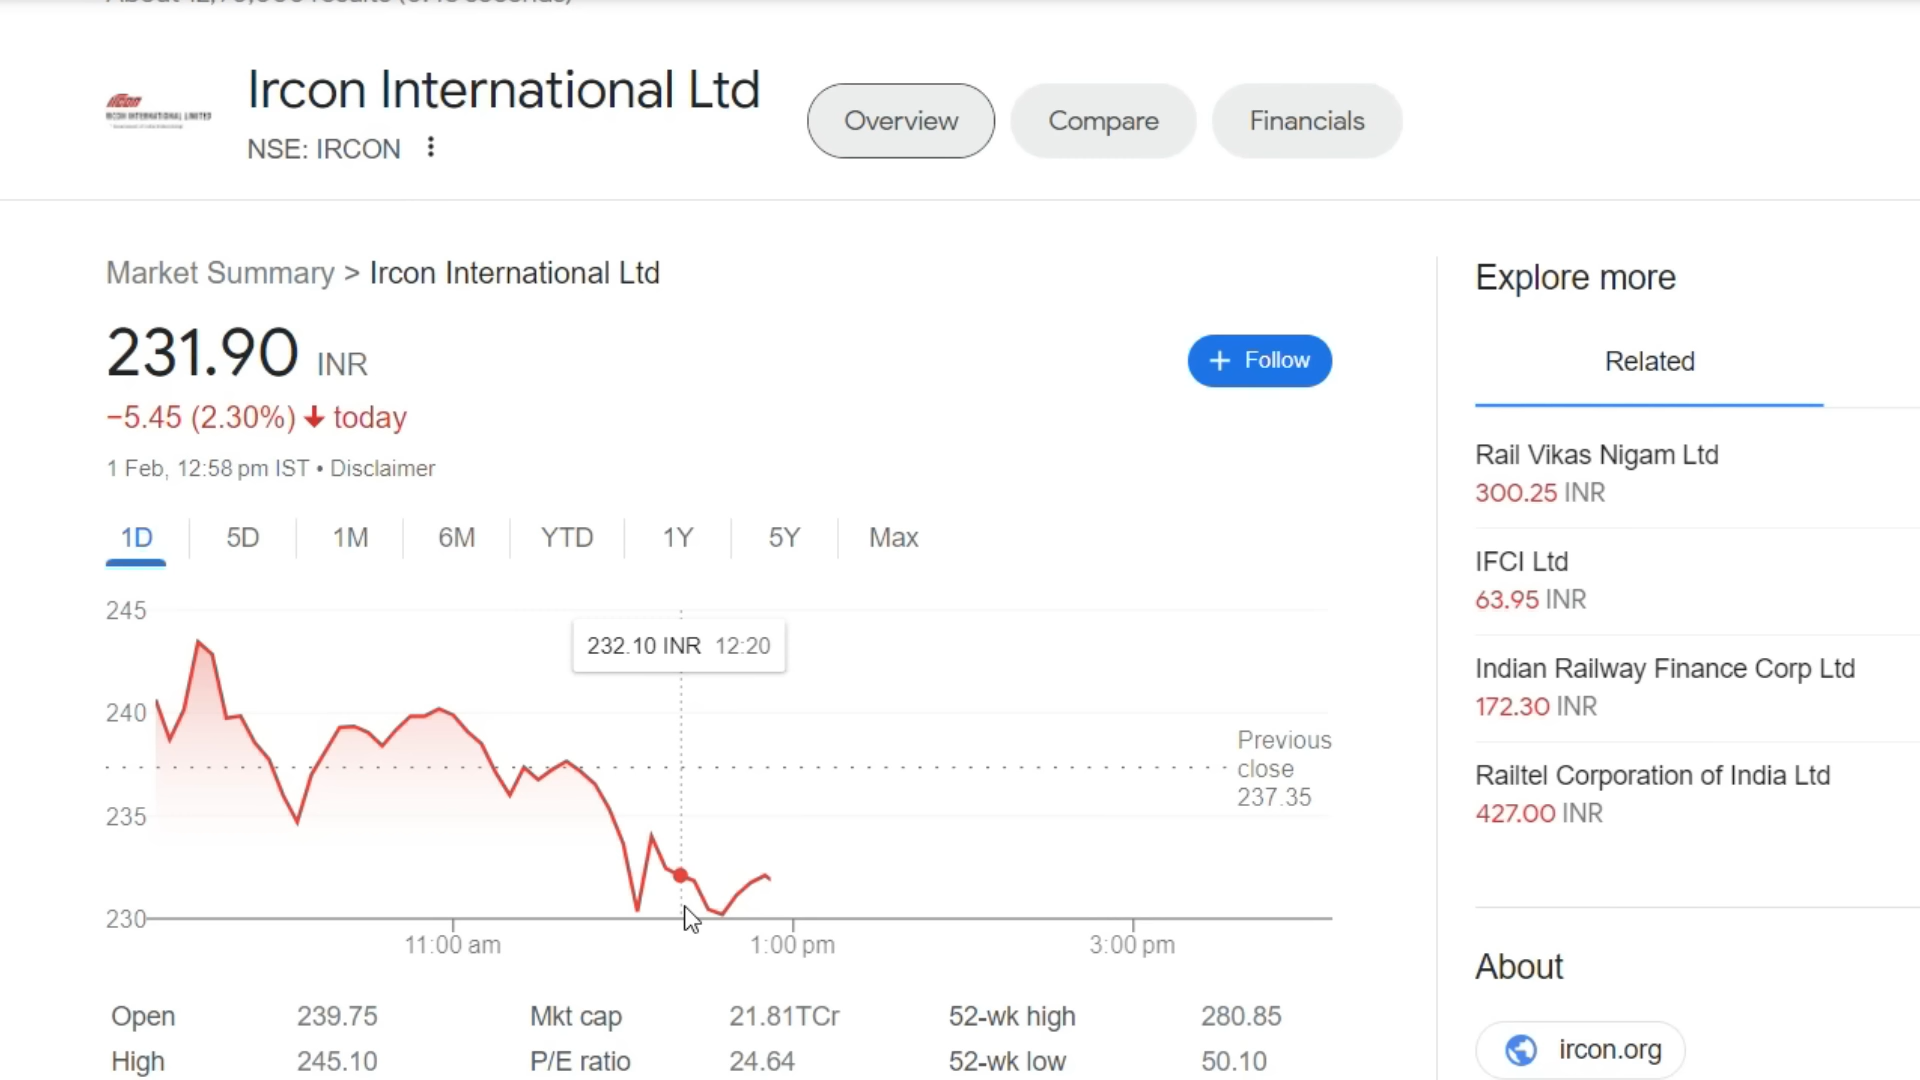 Ircon International Ltd
NSE: IRCON
Overview
Compare
Financials
ircon
IRCON INTERNATIONAL LIMITED
Market Summary > Ircon International Ltd
231.90 INR
−5.45 (2.30%) ↓ today
1 Feb, 12:58 pm IST • Disclaimer
+ Follow
1D 5D 1M 6M YTD 1Y 5Y Max
245
240
235
230
232.10 INR 12:20
Previous
close
237.35
11:00 am 1:00 pm 3:00 pm
Open 239.75 Mkt cap 21.81TCr 52-wk high 280.85
High 245.10 P/E ratio 24.64 52-wk low 50.10
Explore more
Related
Rail Vikas Nigam Ltd
300.25 INR
IFCI Ltd
63.95 INR
Indian Railway Finance Corp Ltd
172.30 INR
Railtel Corporation of India Ltd
427.00 INR
About
ircon.org